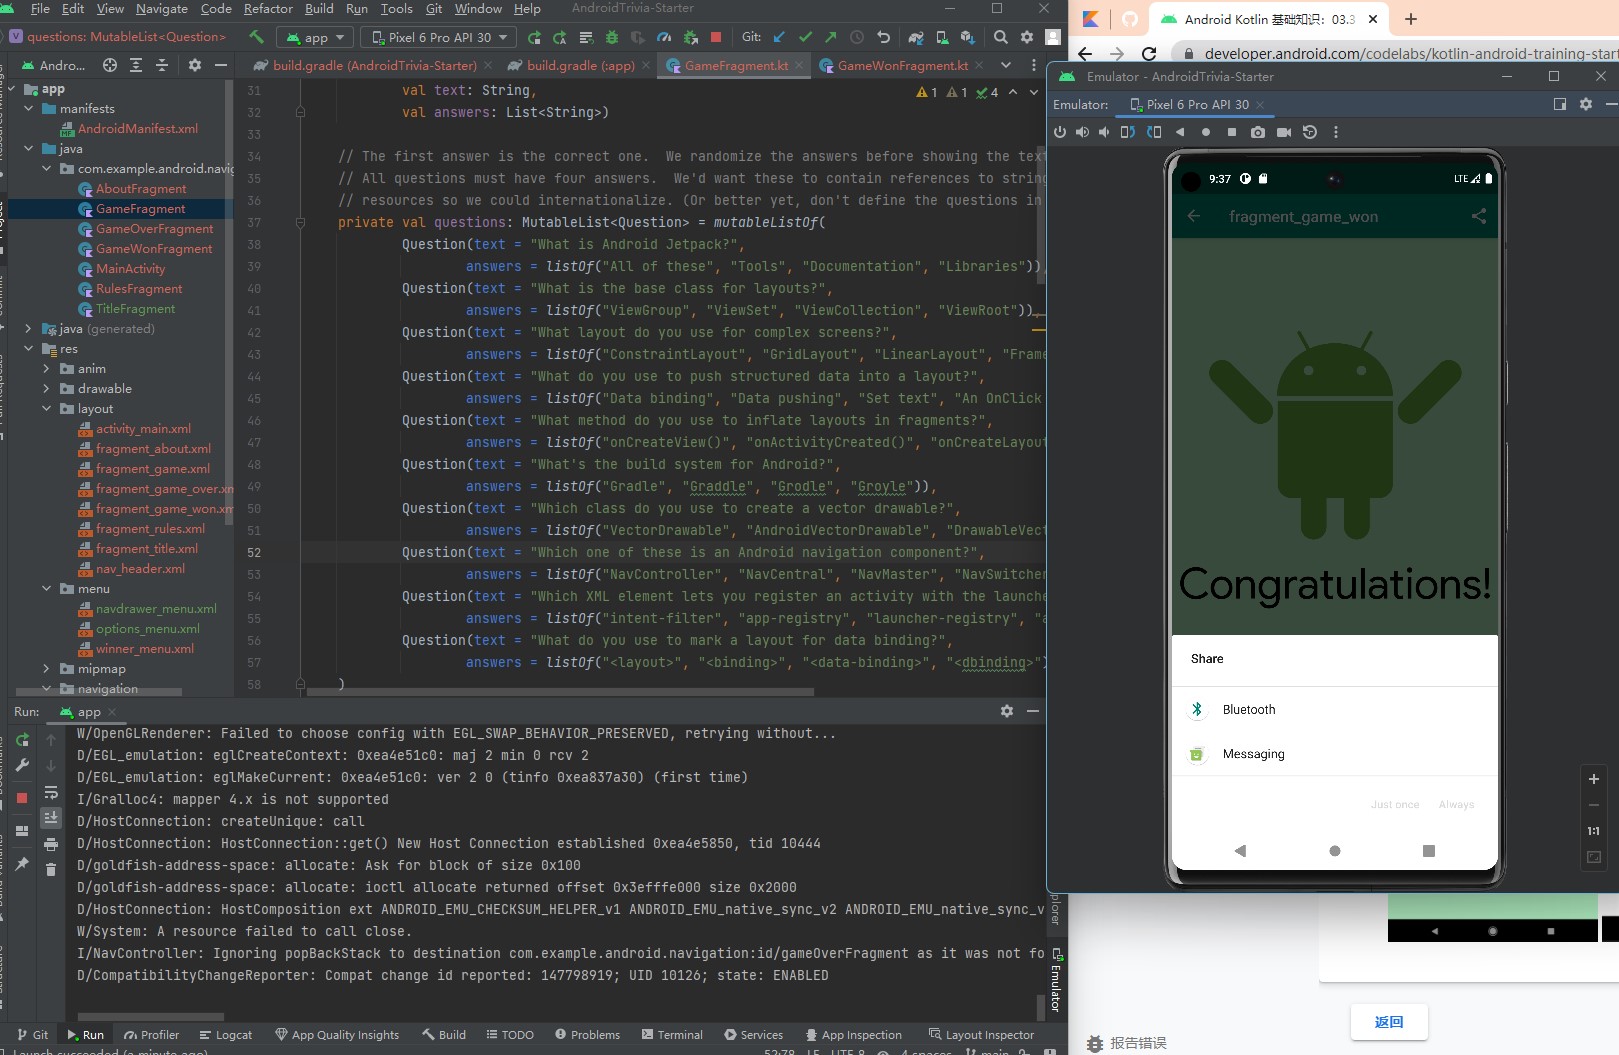 File Edit View Navigate Code Refactor Build Run Tools Git Window Help AndroidTrivia-Starter
questions: MutableList<Question> app Pixel 6 Pro API 30 Git:
Andro... build.gradle (AndroidTrivia-Starter) build.gradle (:app) GameFragment.kt GameWonFragment.kt
app
manifests
AndroidManifest.xml
java
com.example.android.navig
AboutFragment
GameFragment
GameOverFragment
GameWonFragment
MainActivity
RulesFragment
TitleFragment
java (generated)
res
anim
drawable
layout
activity_main.xml
fragment_about.xml
fragment_game.xml
fragment_game_over.xm
fragment_game_won.xm
fragment_rules.xml
fragment_title.xml
nav_header.xml
menu
navdrawer_menu.xml
options_menu.xml
winner_menu.xml
mipmap
navigation
1 1 4
31 val text: String,
32 val answers: List<String>)
33
34 // The first answer is the correct one.  We randomize the answers before showing the text
35 // All questions must have four answers.  We'd want these to contain references to string
36 // resources so we could internationalize. (Or better yet, don't define the questions in
37 private val questions: MutableList<Question> = mutableListOf(
38 Question(text = "What is Android Jetpack?",
39 answers = listOf("All of these", "Tools", "Documentation", "Libraries")),
40 Question(text = "What is the base class for layouts?",
41 answers = listOf("ViewGroup", "ViewSet", "ViewCollection", "ViewRoot")),
42 Question(text = "What layout do you use for complex screens?",
43 answers = listOf("ConstraintLayout", "GridLayout", "LinearLayout", "Frame
44 Question(text = "What do you use to push structured data into a layout?",
45 answers = listOf("Data binding", "Data pushing", "Set text", "An OnClick
46 Question(text = "What method do you use to inflate layouts in fragments?",
47 answers = listOf("onCreateView()", "onActivityCreated()", "onCreateLayout
48 Question(text = "What's the build system for Android?",
49 answers = listOf("Gradle", "Graddle", "Grodle", "Groyle")),
50 Question(text = "Which class do you use to create a vector drawable?",
51 answers = listOf("VectorDrawable", "AndroidVectorDrawable", "DrawableVect
52 Question(text = "Which one of these is an Android navigation component?",
53 answers = listOf("NavController", "NavCentral", "NavMaster", "NavSwitcher
54 Question(text = "Which XML element lets you register an activity with the launche
55 answers = listOf("intent-filter", "app-registry", "launcher-registry", "a
56 Question(text = "What do you use to mark a layout for data binding?",
57 answers = listOf("<layout>", "<binding>", "<data-binding>", "<dbinding>")
58 )
Run: app
W/OpenGLRenderer: Failed to choose config with EGL_SWAP_BEHAVIOR_PRESERVED, retrying without...
D/EGL_emulation: eglCreateContext: 0xea4e51c0: maj 2 min 0 rcv 2
D/EGL_emulation: eglMakeCurrent: 0xea4e51c0: ver 2 0 (tinfo 0xea837a30) (first time)
I/Gralloc4: mapper 4.x is not supported
D/HostConnection: createUnique: call
D/HostConnection: HostConnection::get() New Host Connection established 0xea4e5850, tid 10444
D/goldfish-address-space: allocate: Ask for block of size 0x100
D/goldfish-address-space: allocate: ioctl allocate returned offset 0x3efffe000 size 0x2000
D/HostConnection: HostComposition ext ANDROID_EMU_CHECKSUM_HELPER_v1 ANDROID_EMU_native_sync_v2 ANDROID_EMU_native_sync_v
W/System: A resource failed to call close.
I/NavController: Ignoring popBackStack to destination com.example.android.navigation:id/gameOverFragment as it was not fo
D/CompatibilityChangeReporter: Compat change id reported: 147798919; UID 10126; state: ENABLED
Git Run Profiler Logcat App Quality Insights Build TODO Problems Terminal Services App Inspection Layout Inspector
Launch succeeded (a minute ago) 52:78 LF UTF-8 4 spaces main
Emulator
Android Kotlin 基础知识：03.3
developer.android.com/codelabs/kotlin-android-training-start
Emulator - AndroidTrivia-Starter
Emulator: Pixel 6 Pro API 30
9:37 LTE
fragment_game_won
Congratulations!
Share
Bluetooth
Messaging
Just once Always
1:1
返回
报告错误